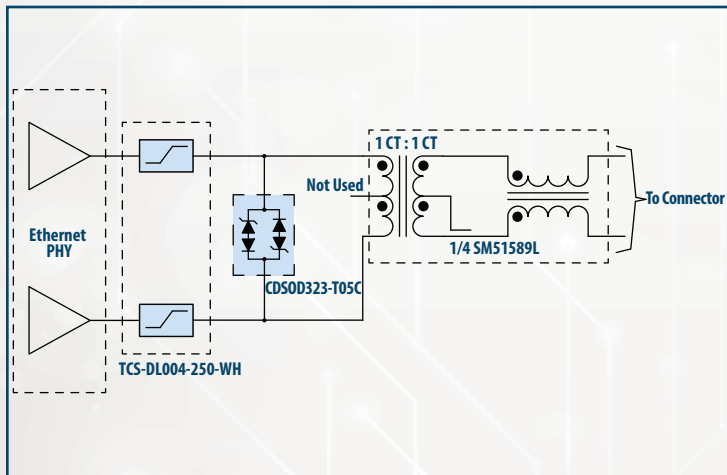 1 CT : 1 CT
Not Used
To Connector
Ethernet
PHY
1/4 SM51589L
CDSOD323-T05C
TCS-DL004-250-WH